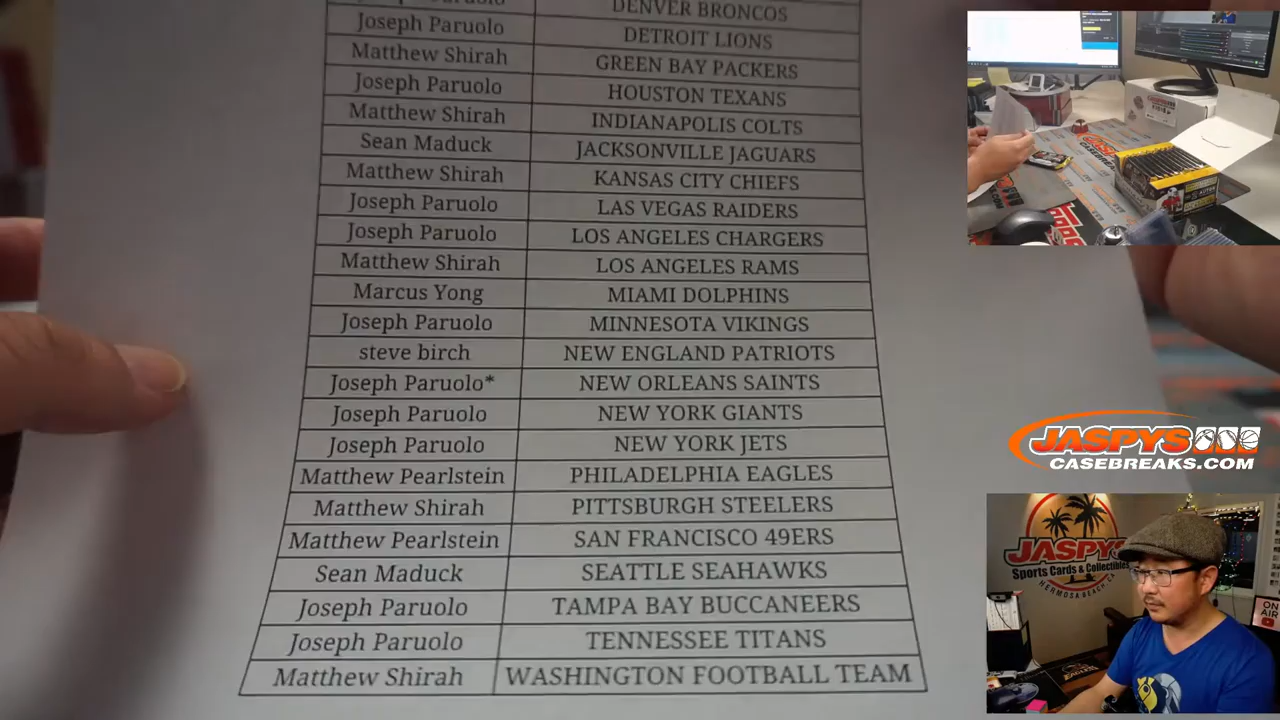 DENVER BRONCOS
Joseph Paruolo DETROIT LIONS
Matthew Shirah GREEN BAY PACKERS
Joseph Paruolo HOUSTON TEXANS
Matthew Shirah INDIANAPOLIS COLTS
Sean Maduck JACKSONVILLE JAGUARS
Matthew Shirah KANSAS CITY CHIEFS
Joseph Paruolo LAS VEGAS RAIDERS
Joseph Paruolo LOS ANGELES CHARGERS
Matthew Shirah LOS ANGELES RAMS
Marcus Yong MIAMI DOLPHINS
Joseph Paruolo MINNESOTA VIKINGS
steve birch NEW ENGLAND PATRIOTS
Joseph Paruolo* NEW ORLEANS SAINTS
Joseph Paruolo NEW YORK GIANTS
Joseph Paruolo NEW YORK JETS
Matthew Pearlstein PHILADELPHIA EAGLES
Matthew Shirah PITTSBURGH STEELERS
Matthew Pearlstein SAN FRANCISCO 49ERS
Sean Maduck SEATTLE SEAHAWKS
Joseph Paruolo TAMPA BAY BUCCANEERS
Joseph Paruolo TENNESSEE TITANS
Matthew Shirah WASHINGTON FOOTBALL TEAM
JASPYS
CASEBREAKS.COM
JASPYS
Sports Cards & Collectibles
HERMOSA BEACH, CA
ON
AIR